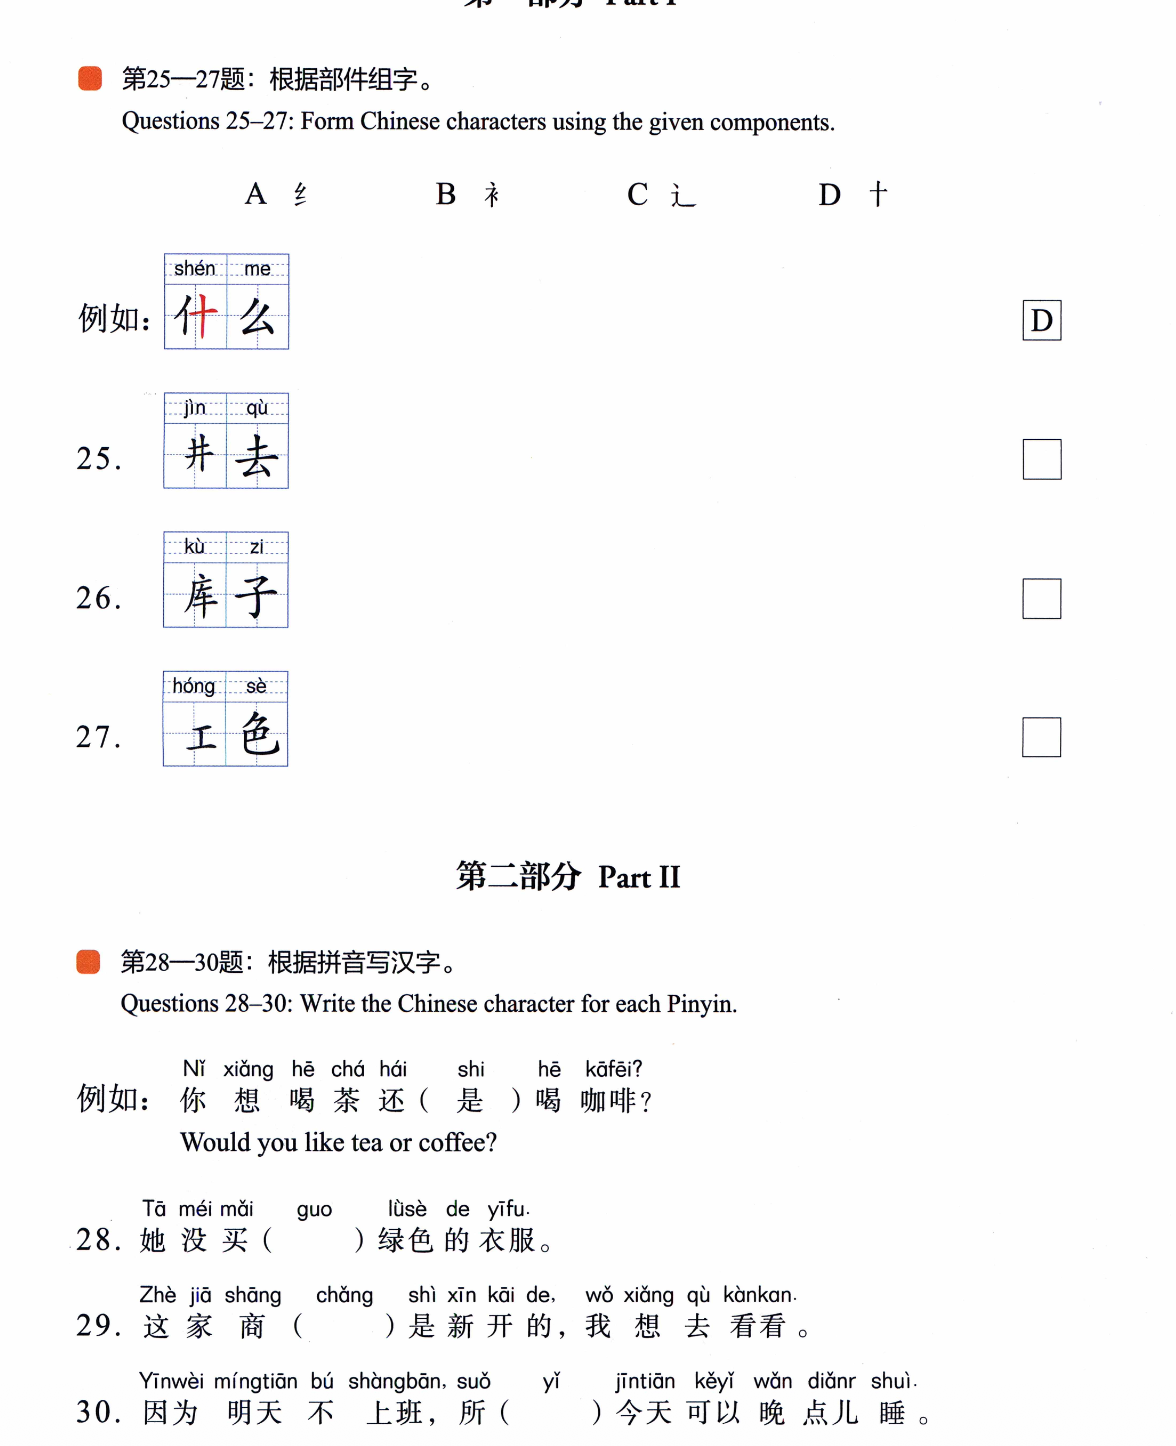 第一部分 Part I
第25—27题：根据部件组字。
Questions 25–27: Form Chinese characters using the given components.
A 纟 B 衤 C 辶 D 十
shén me
例如： 什么 D
jìn qù
25. 井去
kù zi
26. 库子
hóng sè
27. 工色
第二部分 Part II
第28—30题：根据拼音写汉字。
Questions 28–30: Write the Chinese character for each Pinyin.
Nǐ xiǎng hē chá hái shi hē kāfēi?
例如： 你 想 喝 茶 还（ 是 ）喝 咖啡？
Would you like tea or coffee?
Tā méi mǎi guo lǜsè de yīfu.
28. 她 没 买（ ）绿色 的 衣服。
Zhè jiā shāng chǎng shì xīn kāi de, wǒ xiǎng qù kànkan.
29. 这 家 商（ ）是 新 开 的，我 想 去 看看。
Yīnwèi míngtiān bú shàngbān, suǒ yǐ jīntiān kěyǐ wǎn diǎnr shuì.
30. 因为 明天 不 上班，所（ ）今天 可以 晚 点儿 睡。